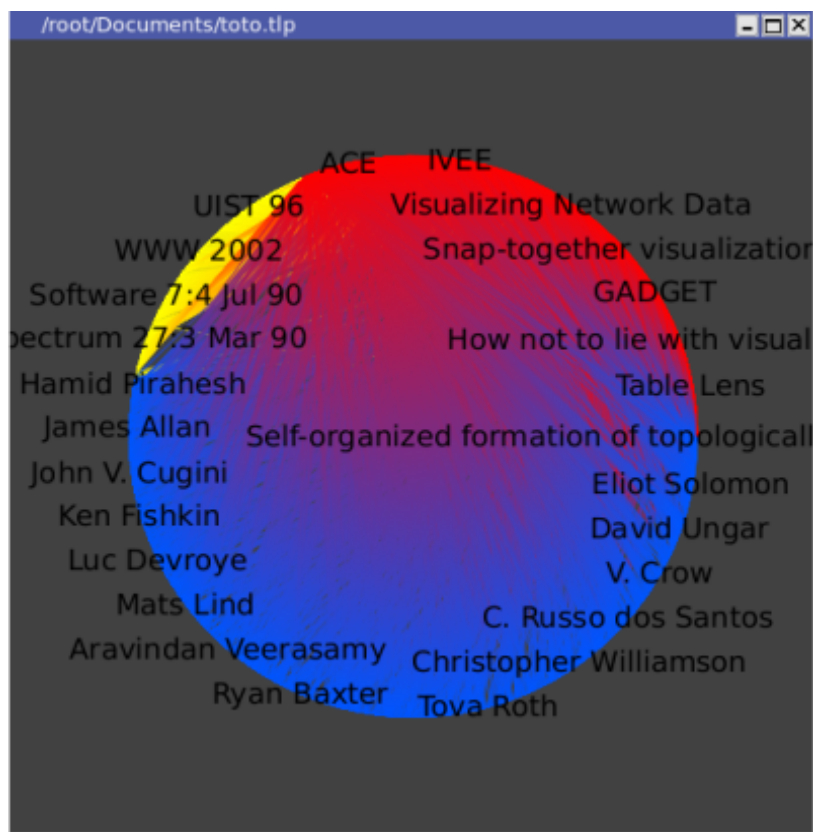 /root/Documents/toto.tlp
ACE
IVEE
UIST 96
Visualizing Network Data
WWW 2002
Snap-together visualization
Software 7:4 Jul 90
GADGET
pectrum 27:3 Mar 90
How not to lie with visual
Hamid Pirahesh
Table Lens
James Allan
Self-organized formation of topologicall
John V. Cugini
Eliot Solomon
Ken Fishkin
David Ungar
Luc Devroye
V. Crow
Mats Lind
C. Russo dos Santos
Aravindan Veerasamy
Christopher Williamson
Ryan Baxter
Tova Roth